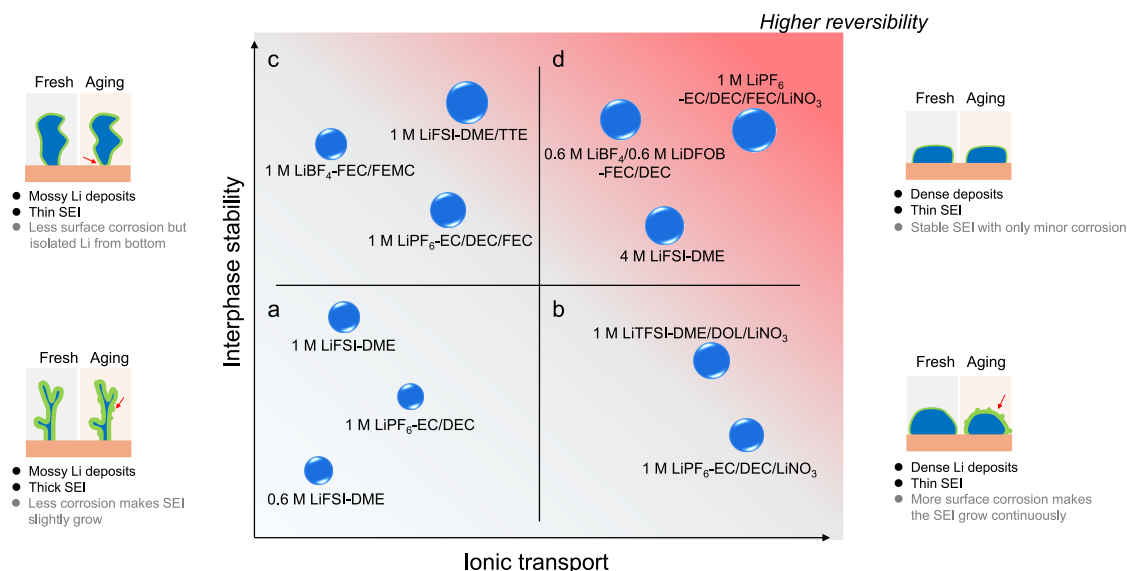 Higher reversibility
c
d
1 M LiPF₆
-EC/DEC/FEC/LiNO₃
1 M LiFSI-DME/TTE
0.6 M LiBF₄/0.6 M LiDFOB
-FEC/DEC
1 M LiBF₄-FEC/FEMC
1 M LiPF₆-EC/DEC/FEC
4 M LiFSI-DME
a
b
1 M LiFSI-DME
1 M LiTFSI-DME/DOL/LiNO₃
1 M LiPF₆-EC/DEC
1 M LiPF₆-EC/DEC/LiNO₃
0.6 M LiFSI-DME
Interphase stability
Ionic transport
Fresh Aging
● Mossy Li deposits
● Thin SEI
● Less surface corrosion but
isolated Li from bottom
Fresh Aging
● Mossy Li deposits
● Thick SEI
● Less corrosion makes SEI
slightly grow
Fresh Aging
● Dense deposits
● Thin SEI
● Stable SEI with only minor corrosion
Fresh Aging
● Dense Li deposits
● Thin SEI
● More surface corrosion makes
the SEI grow continuously